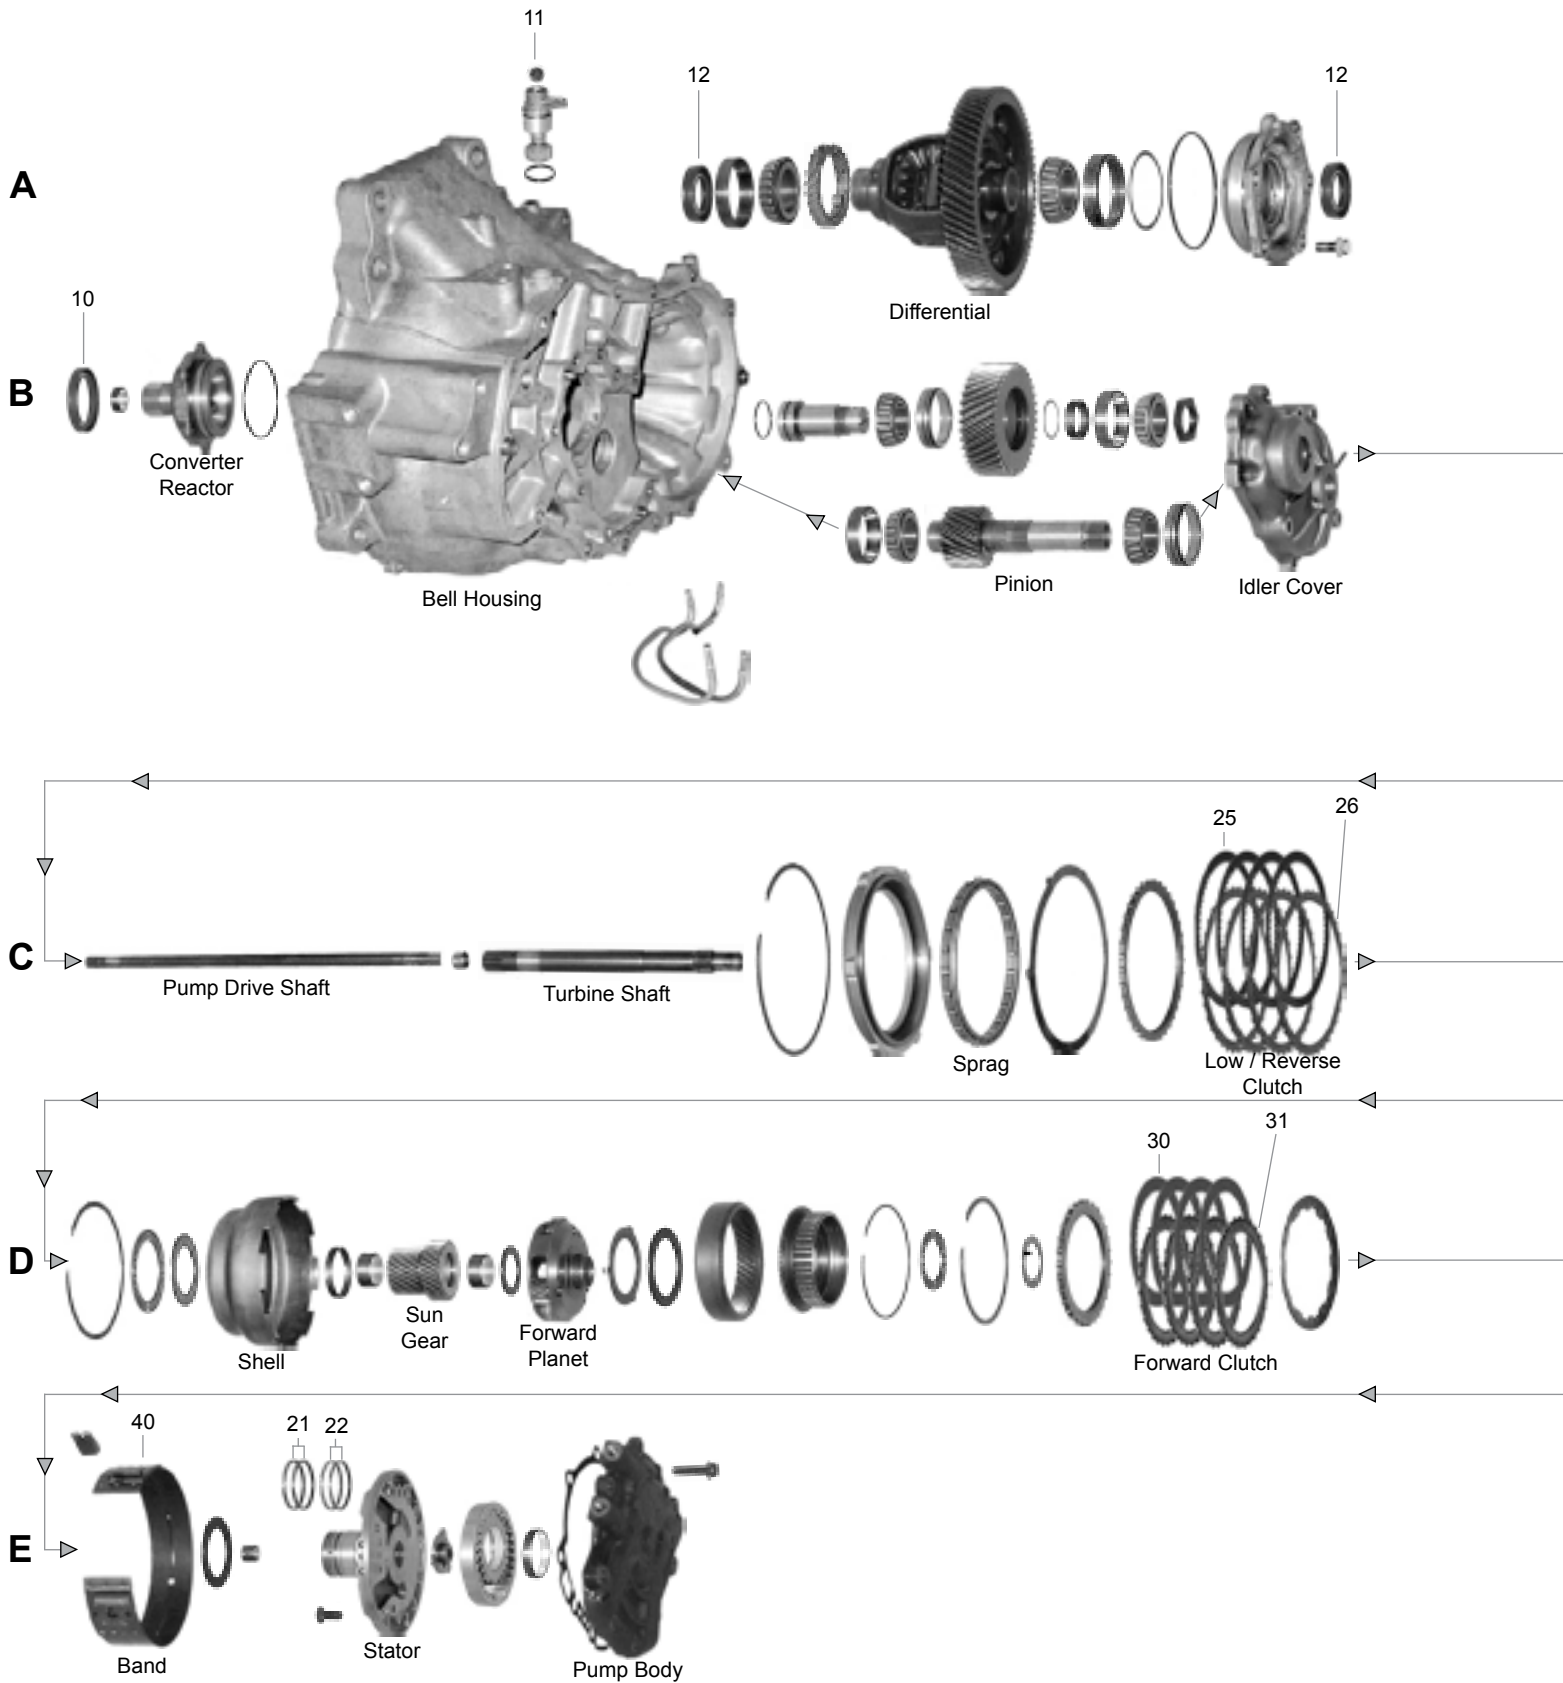 11
12
12
A
Differential
10
B
Converter
Reactor
Bell Housing
Pinion
Idler Cover
25
26
C
Pump Drive Shaft
Turbine Shaft
Sprag
Low / Reverse
Clutch
30
31
D
Sun
Gear
Shell
Forward
Planet
Forward Clutch
40
21
22
E
Band
Stator
Pump Body